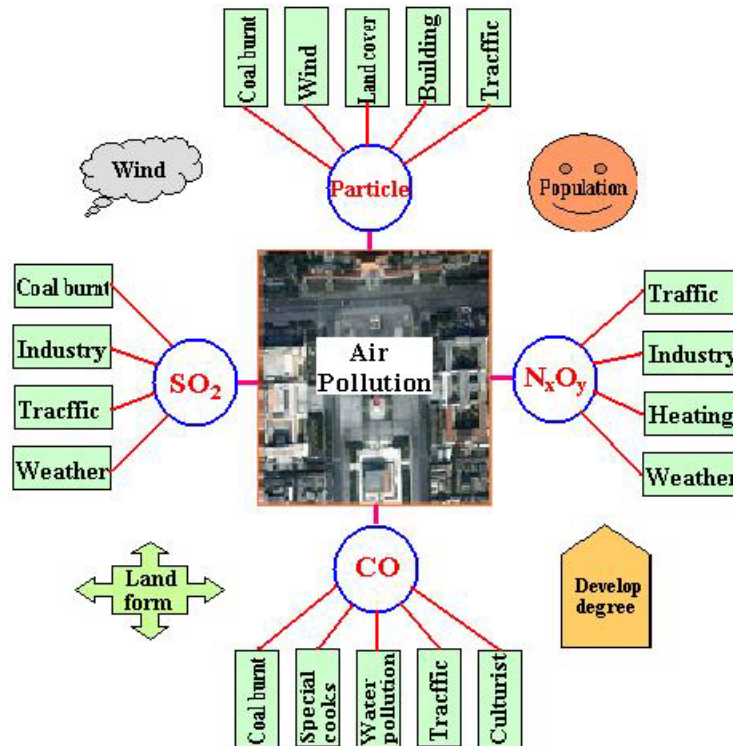 Coal burnt
Wind
Land cover
Building
Tracffic
Wind
Particle
Population
Coal burnt
Industry
Tracffic
Weather
SO₂
Air
Pollution
NₓOᵧ
Traffic
Industry
Heating
Weather
Land
form
CO
Develop
degree
Coal burnt
Special
cooks
Water
pollution
Tracffic
Culturist